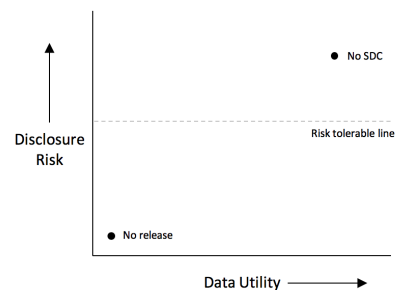 No SDC
Risk tolerable line
Disclosure
Risk
No release
Data Utility